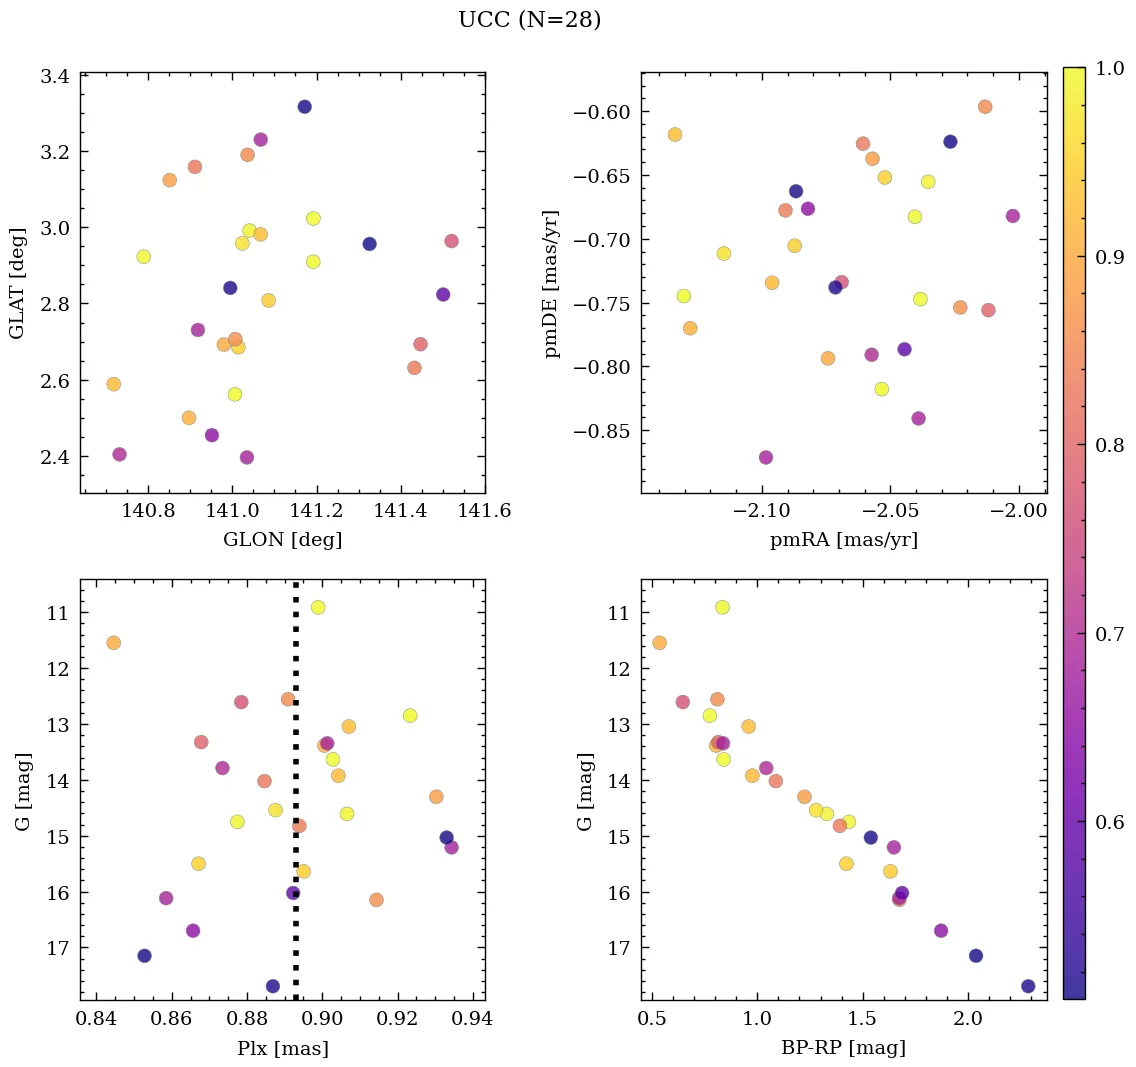 UCC (N=28)
3.4
3.2
3.0
2.8
2.6
2.4
GLAT [deg]
140.8 141.0 141.2 141.4 141.6
GLON [deg]
−0.60
−0.65
−0.70
−0.75
−0.80
−0.85
pmDE [mas/yr]
−2.10 −2.05 −2.00
pmRA [mas/yr]
1.0
0.9
0.8
0.7
0.6
11
12
13
14
15
16
17
G [mag]
0.84 0.86 0.88 0.90 0.92 0.94
Plx [mas]
11
12
13
14
15
16
17
G [mag]
0.5 1.0 1.5 2.0
BP-RP [mag]